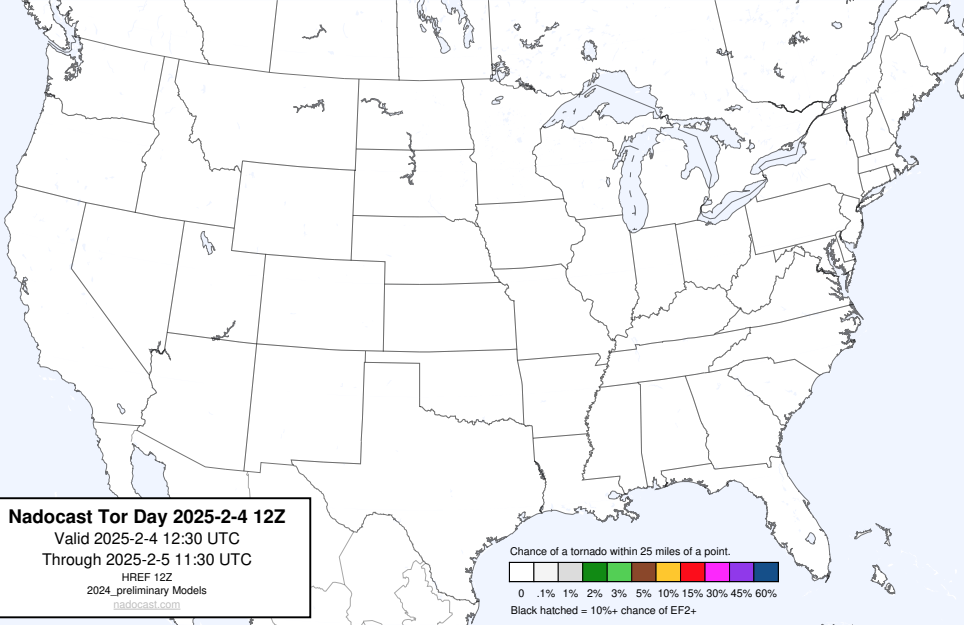 Nadocast Tor Day 2025-2-4 12Z
Valid 2025-2-4 12:30 UTC
Through 2025-2-5 11:30 UTC
HREF 12Z
2024_preliminary Models
nadocast.com
Chance of a tornado within 25 miles of a point.
0 .1% 1% 2% 3% 5% 10% 15% 30% 45% 60%
Black hatched = 10%+ chance of EF2+